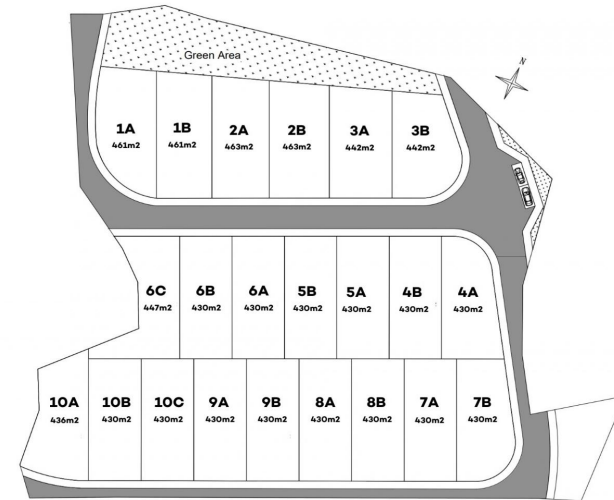 Green Area
N
1A
461m2
1B
461m2
2A
463m2
2B
463m2
3A
442m2
3B
442m2
6C
447m2
6B
430m2
6A
430m2
5B
430m2
5A
430m2
4B
430m2
4A
430m2
10A
436m2
10B
430m2
10C
430m2
9A
430m2
9B
430m2
8A
430m2
8B
430m2
7A
430m2
7B
430m2